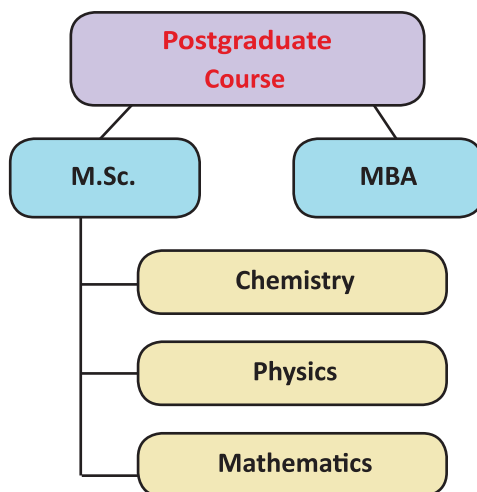 Postgraduate
Course
M.Sc.
MBA
Chemistry
Physics
Mathematics